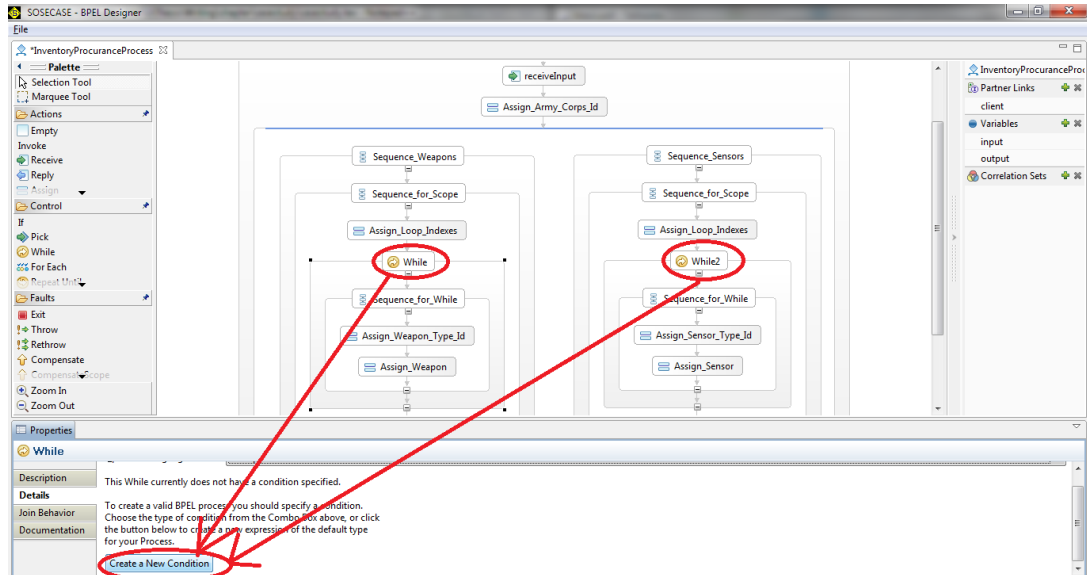 SOSECASE - BPEL Designer
File
*InventoryProcuranceProcess
Palette
Selection Tool
Marquee Tool
Actions
Empty
Invoke
Receive
Reply
Assign
Control
If
Pick
While
For Each
Repeat Until
Faults
Exit
Throw
Rethrow
Compensate
CompensateScope
Zoom In
Zoom Out
receiveInput
Assign_Army_Corps_Id
Sequence_Weapons
Sequence_for_Scope
Assign_Loop_Indexes
While
Sequence_for_While
Assign_Weapon_Type_Id
Assign_Weapon
Sequence_Sensors
Sequence_for_Scope
Assign_Loop_Indexes
While2
Sequence_for_While
Assign_Sensor_Type_Id
Assign_Sensor
InventoryProcuranceProc
Partner Links
client
Variables
input
output
Correlation Sets
Properties
While
Description
Details
Join Behavior
Documentation
This While currently does not have a condition specified.
To create a valid BPEL process you should specify a condition.
Choose the type of condition from the Combo Box above, or click
the button below to create a new expression of the default type
for your Process.
Create a New Condition